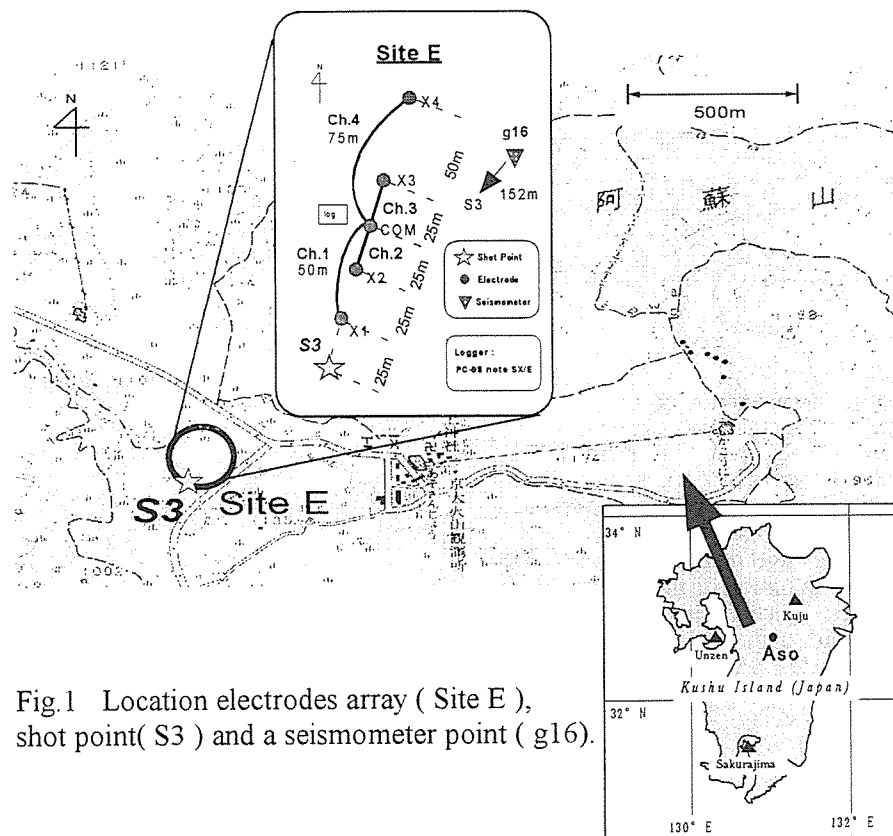 Site E
N
500m
X4
Ch.4
75m
g16
50m
S3
152m
X3
log
Ch.3
CQM
25m
Ch.1
50m
Ch.2
X2
25m
X1
25m
S3
25m
Shot Point
Electrode
Seismometer
Logger :
PC-98 note SX/E
阿 蘇 山
S3 Site E
京大火山観測所
34° N
Kuju
Unzen
Aso
Kushu Island (Japan)
32° N
Sakurajima
130° E
132° E
Fig.1 Location electrodes array ( Site E ),
shot point( S3 ) and a seismometer point ( g16).